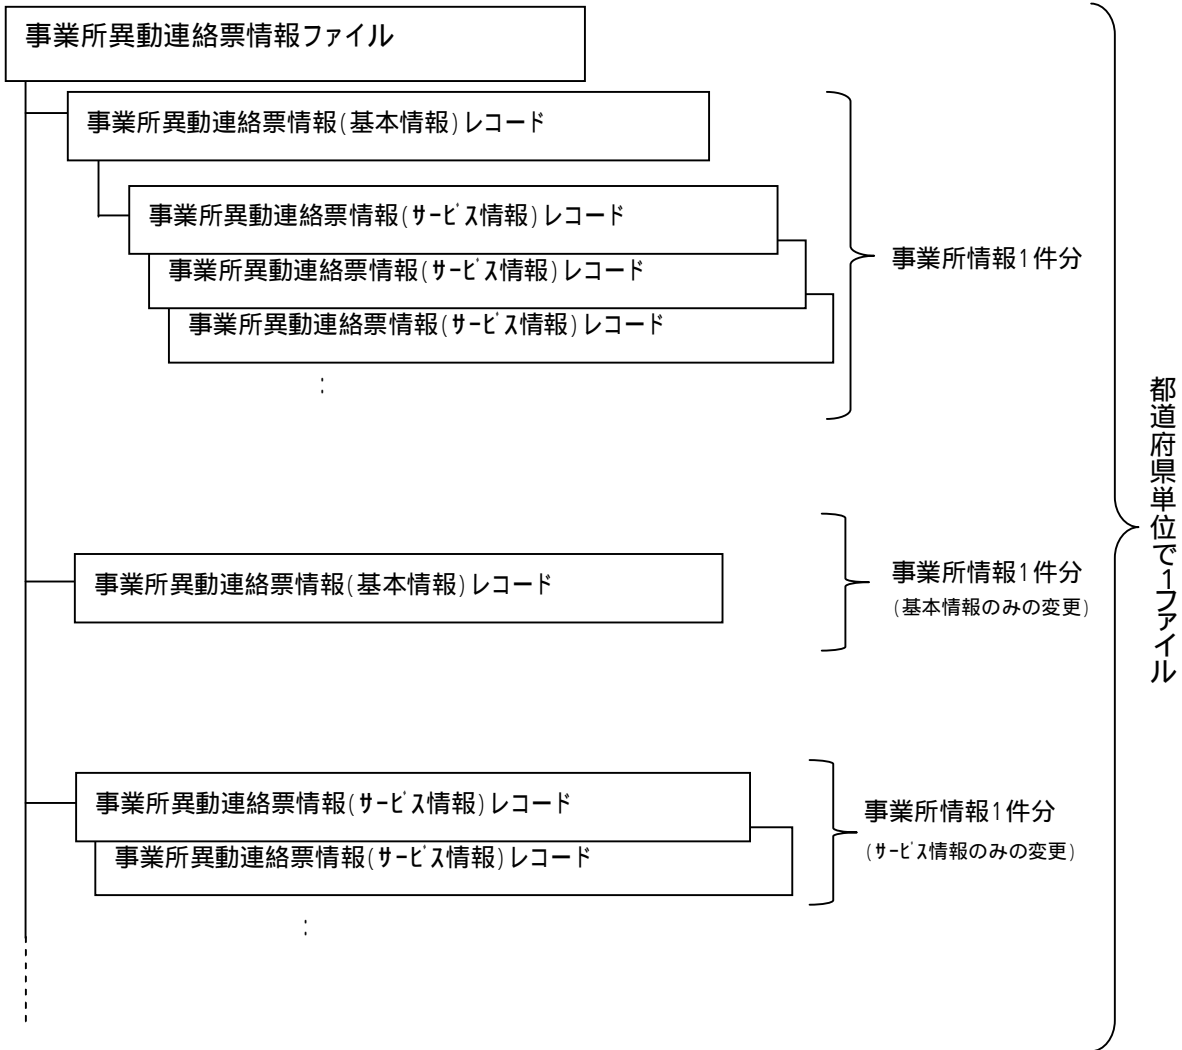 事業所異動連絡票情報ファイル
事業所異動連絡票情報(基本情報)レコード
事業所異動連絡票情報(ｻｰﾋﾞｽ情報)レコード
事業所異動連絡票情報(ｻｰﾋﾞｽ情報)レコード
事業所異動連絡票情報(ｻｰﾋﾞｽ情報)レコード
：
事業所情報1件分
事業所異動連絡票情報(基本情報)レコード
事業所情報1件分
(基本情報のみの変更)
事業所異動連絡票情報(ｻｰﾋﾞｽ情報)レコード
事業所異動連絡票情報(ｻｰﾋﾞｽ情報)レコード
：
事業所情報1件分
(ｻｰﾋﾞｽ情報のみの変更)
都道府県単位で1ファイル